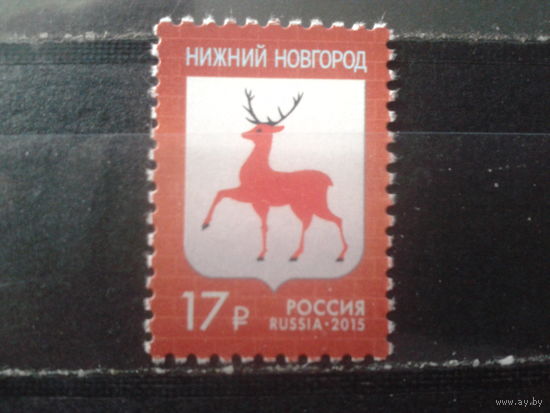 НИЖНИЙ НОВГОРОД
17 ₽
РОССИЯ
RUSSIA·2015
www.ay.by